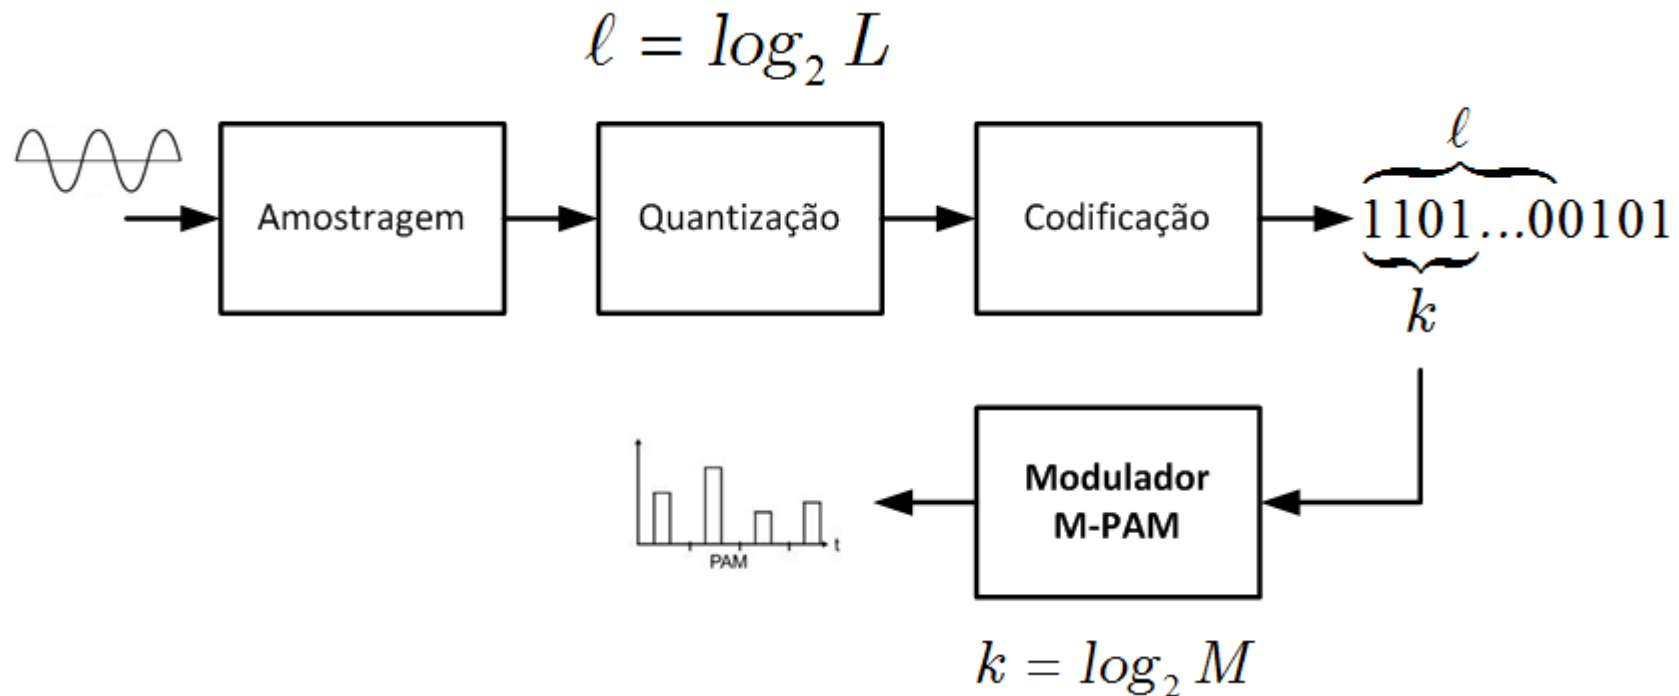 ℓ = log₂ L
Amostragem
Quantização
Codificação
ℓ
1101...00101
k
Modulador
M-PAM
t
PAM
k = log₂ M